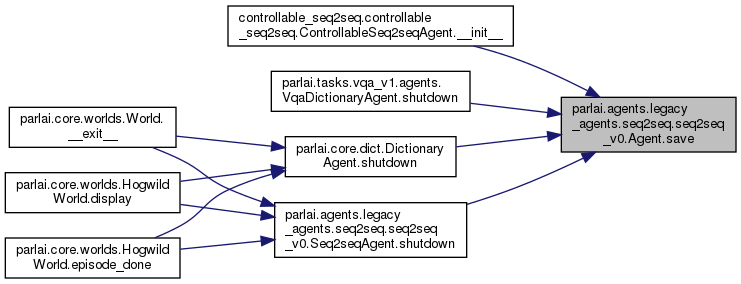 controllable_seq2seq.controllable
_seq2seq.ControllableSeq2seqAgent.__init__
parlai.tasks.vqa_v1.agents.
VqaDictionaryAgent.shutdown
parlai.agents.legacy
_agents.seq2seq.seq2seq
_v0.Agent.save
parlai.core.worlds.World.
__exit__
parlai.core.dict.Dictionary
Agent.shutdown
parlai.core.worlds.Hogwild
World.display
parlai.agents.legacy
_agents.seq2seq.seq2seq
_v0.Seq2seqAgent.shutdown
parlai.core.worlds.Hogwild
World.episode_done